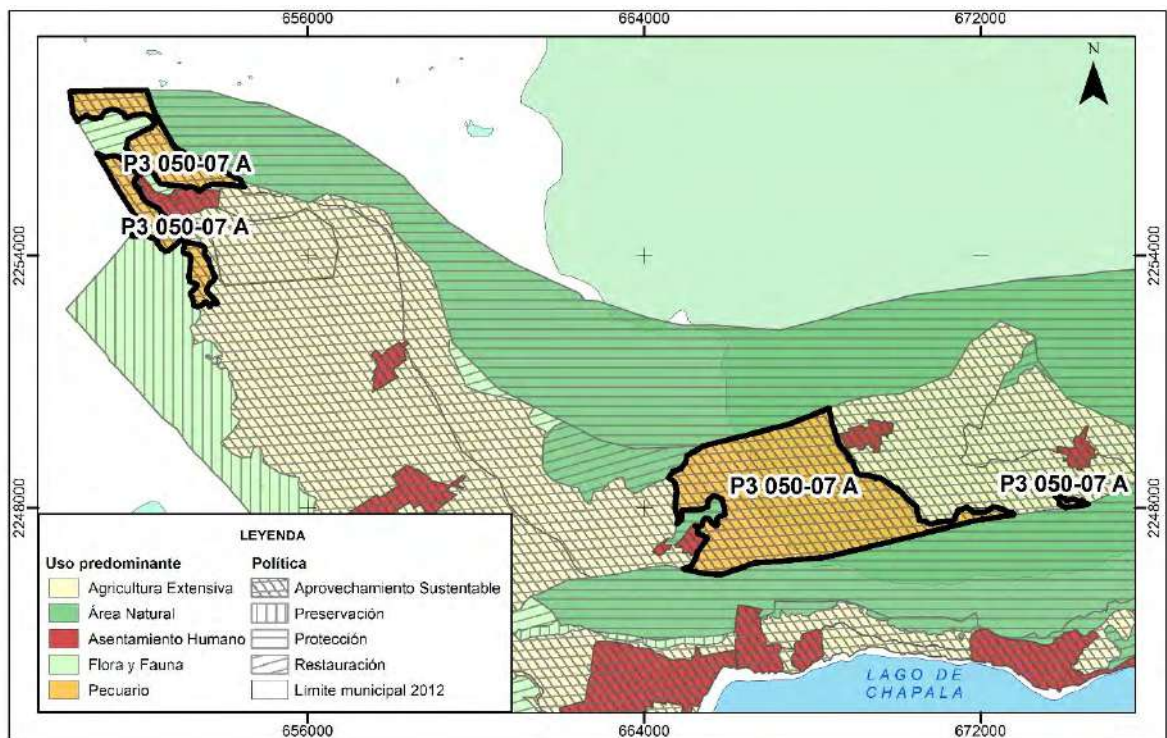 656000 664000 672000
N
P3 050-07 A
P3 050-07 A
2254000 2254000
P3 050-07 A P3 050-07 A
2248000 2248000
LEYENDA
Uso predominante Política
Agricultura Extensiva Aprovechamiento Sustentable
Área Natural Preservación
Asentamiento Humano Protección
Flora y Fauna Restauración
Pecuario Limite municipal 2012
LAGO DE
CHAPALA
656000 664000 672000